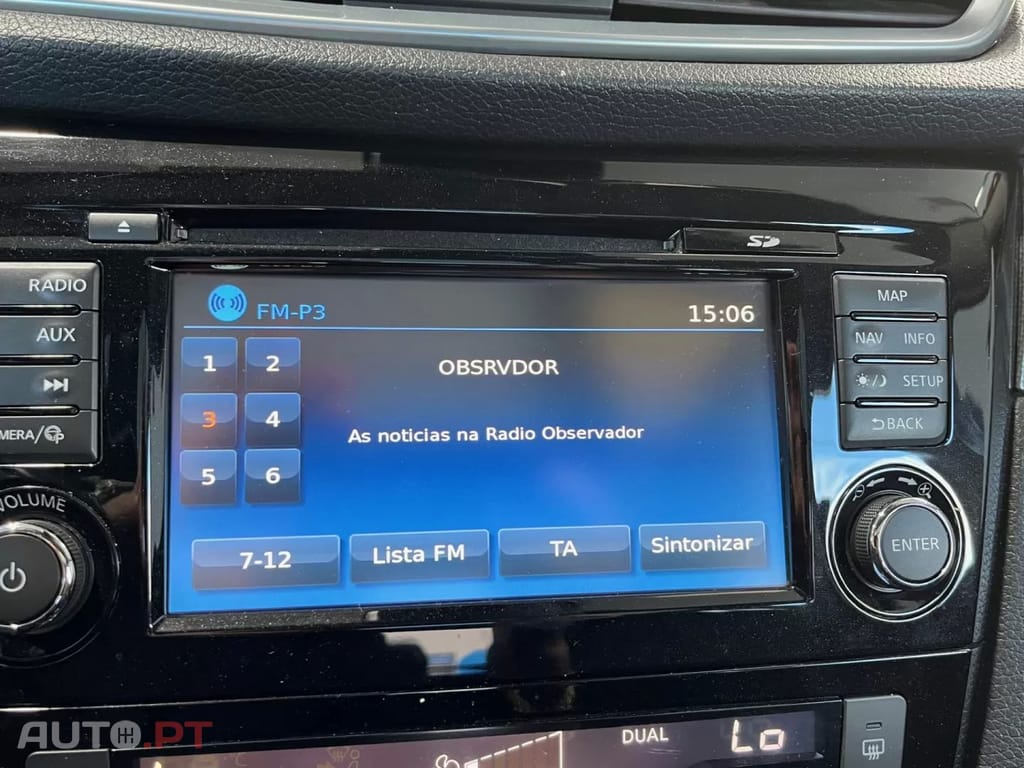 SD
RADIO
AUX
MERA/
VOLUME
FM-P3
15:06
1 2
OBSRVDOR
3 4
As noticias na Radio Observador
5 6
7-12
Lista FM
TA
Sintonizar
MAP
NAV INFO
SETUP
BACK
ENTER
AUTO.PT
°C
DUAL
Lo